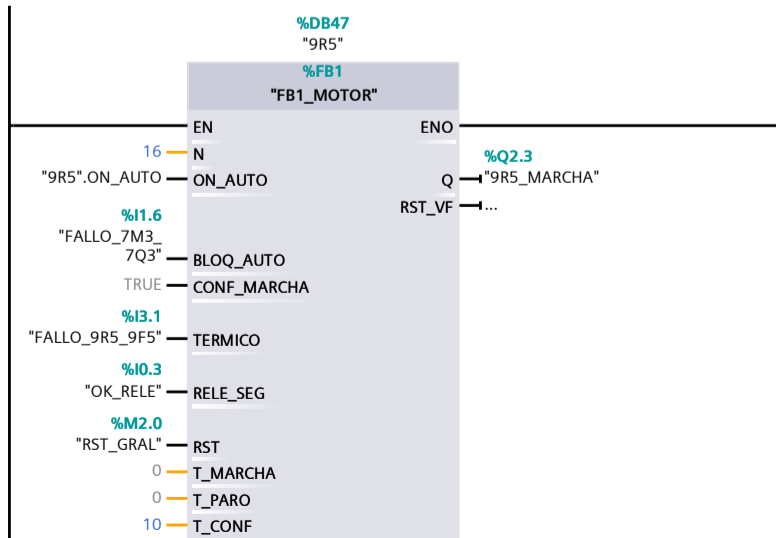 %DB47
"9R5"
%FB1
"FB1_MOTOR"
EN ENO
16 N
%Q2.3
"9R5".ON_AUTO ON_AUTO Q "9R5_MARCHA"
RST_VF ...
%I1.6
"FALLO_7M3_
7Q3" BLOQ_AUTO
TRUE CONF_MARCHA
%I3.1
"FALLO_9R5_9F5" TERMICO
%I0.3
"OK_RELE" RELE_SEG
%M2.0
"RST_GRAL" RST
0 T_MARCHA
0 T_PARO
10 T_CONF